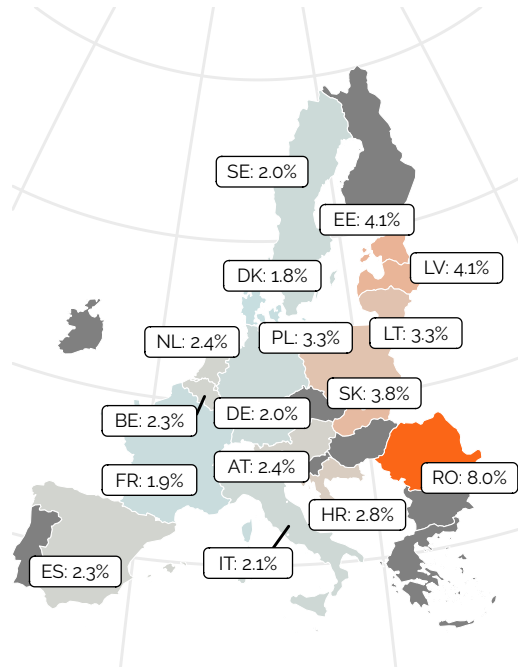 SE: 2.0%
EE: 4.1%
LV: 4.1%
DK: 1.8%
LT: 3.3%
PL: 3.3%
NL: 2.4%
SK: 3.8%
DE: 2.0%
BE: 2.3%
AT: 2.4%
RO: 8.0%
FR: 1.9%
HR: 2.8%
IT: 2.1%
ES: 2.3%